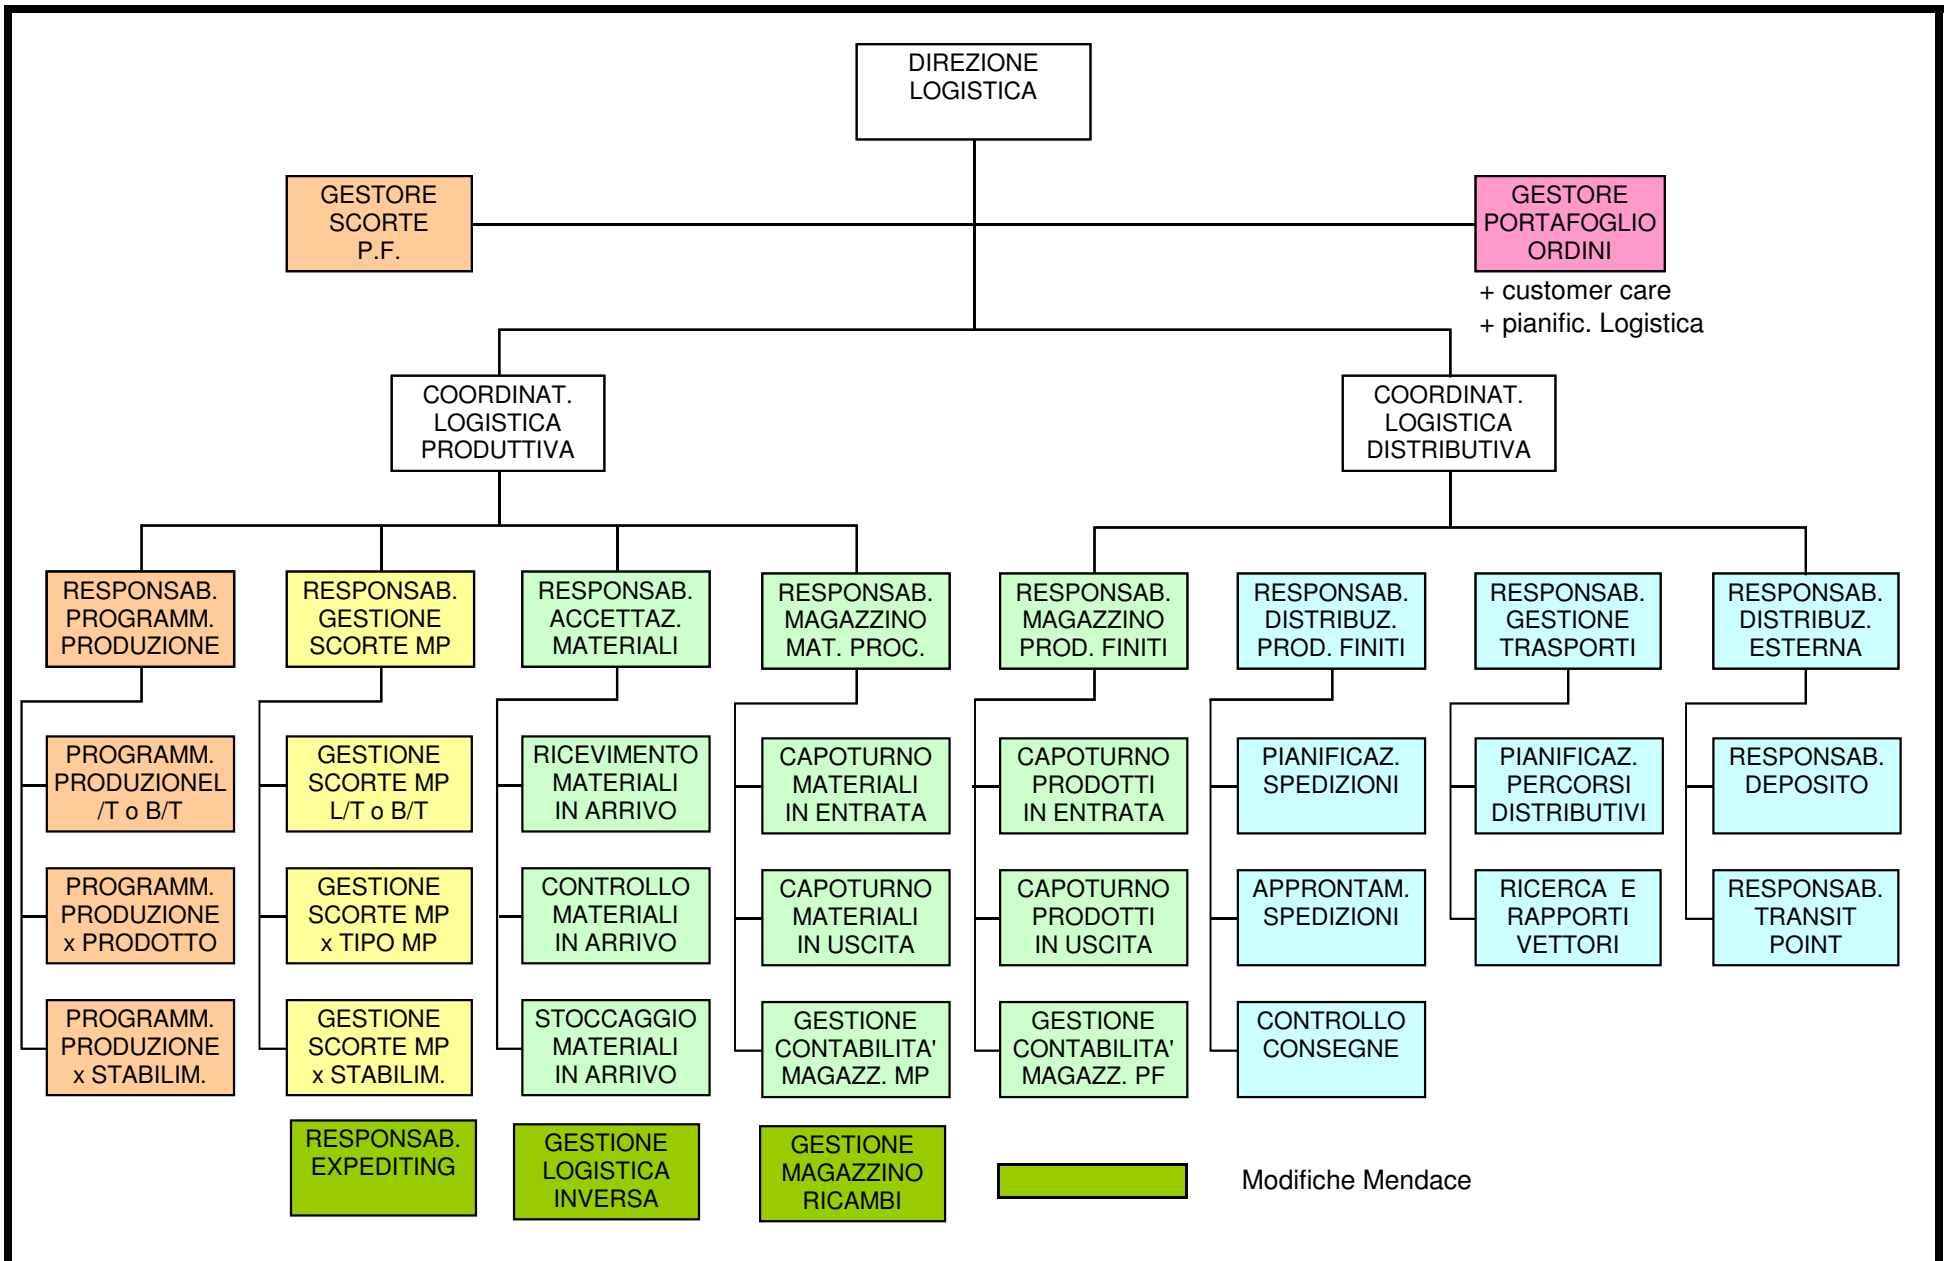 DIREZIONE
LOGISTICA
GESTORE
SCORTE
P.F.
GESTORE
PORTAFOGLIO
ORDINI
+ customer care
+ pianific. Logistica
COORDINAT.
LOGISTICA
PRODUTTIVA
COORDINAT.
LOGISTICA
DISTRIBUTIVA
RESPONSAB.
PROGRAMM.
PRODUZIONE
RESPONSAB.
GESTIONE
SCORTE MP
RESPONSAB.
ACCETTAZ.
MATERIALI
RESPONSAB.
MAGAZZINO
MAT. PROC.
RESPONSAB.
MAGAZZINO
PROD. FINITI
RESPONSAB.
DISTRIBUZ.
PROD. FINITI
RESPONSAB.
GESTIONE
TRASPORTI
RESPONSAB.
DISTRIBUZ.
ESTERNA
PROGRAMM.
PRODUZIONEL
/T o B/T
GESTIONE
SCORTE MP
L/T o B/T
RICEVIMENTO
MATERIALI
IN ARRIVO
CAPOTURNO
MATERIALI
IN ENTRATA
CAPOTURNO
PRODOTTI
IN ENTRATA
PIANIFICAZ.
SPEDIZIONI
PIANIFICAZ.
PERCORSI
DISTRIBUTIVI
RESPONSAB.
DEPOSITO
PROGRAMM.
PRODUZIONE
x PRODOTTO
GESTIONE
SCORTE MP
x TIPO MP
CONTROLLO
MATERIALI
IN ARRIVO
CAPOTURNO
MATERIALI
IN USCITA
CAPOTURNO
PRODOTTI
IN USCITA
APPRONTAM.
SPEDIZIONI
RICERCA E
RAPPORTI
VETTORI
RESPONSAB.
TRANSIT
POINT
PROGRAMM.
PRODUZIONE
x STABILIM.
GESTIONE
SCORTE MP
x STABILIM.
STOCCAGGIO
MATERIALI
IN ARRIVO
GESTIONE
CONTABILITA'
MAGAZZ. MP
GESTIONE
CONTABILITA'
MAGAZZ. PF
CONTROLLO
CONSEGNE
RESPONSAB.
EXPEDITING
GESTIONE
LOGISTICA
INVERSA
GESTIONE
MAGAZZINO
RICAMBI
Modifiche Mendace